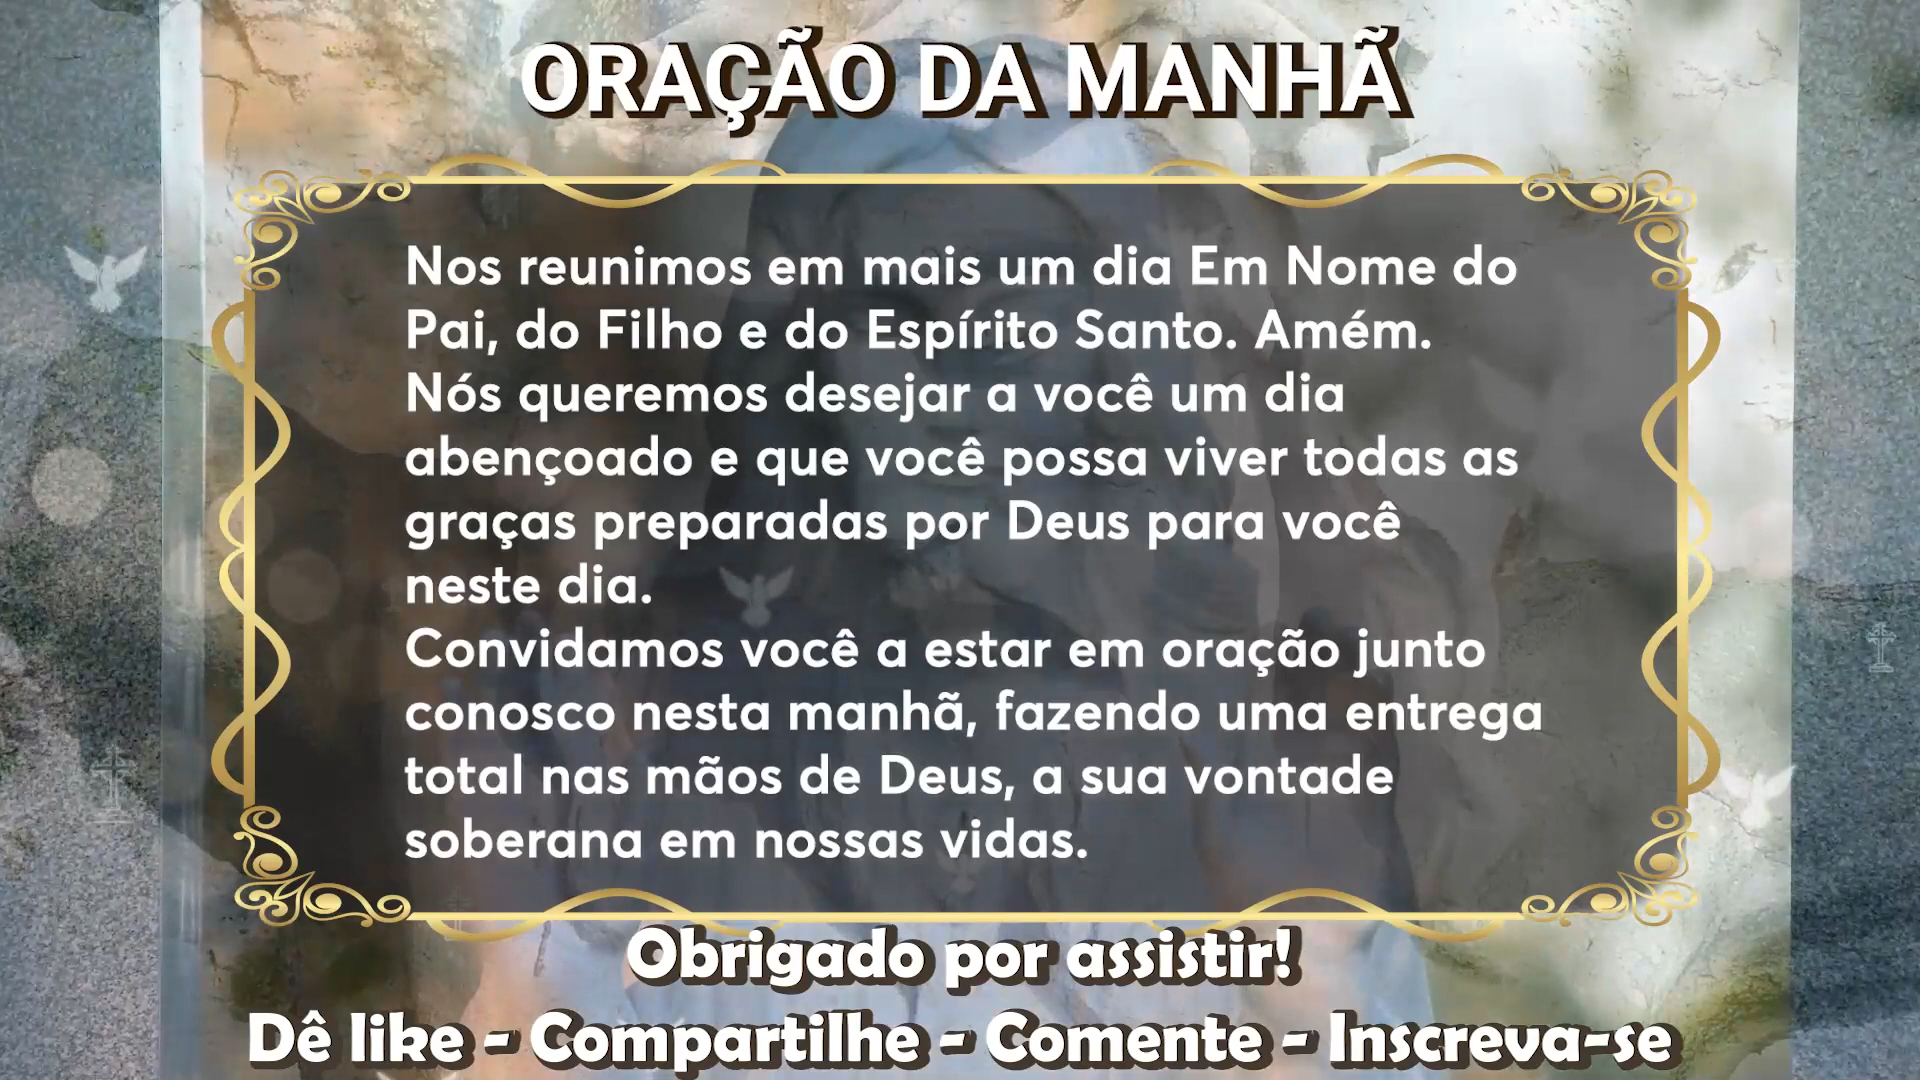 ORAÇÃO DA MANHÃ
Nos reunimos em mais um dia Em Nome do
Pai, do Filho e do Espírito Santo. Amém.
Nós queremos desejar a você um dia
abençoado e que você possa viver todas as
graças preparadas por Deus para você
neste dia.
Convidamos você a estar em oração junto
conosco nesta manhã, fazendo uma entrega
total nas mãos de Deus, a sua vontade
soberana em nossas vidas.
Obrigado por assistir!
Dê like - Compartilhe - Comente - Inscreva-se